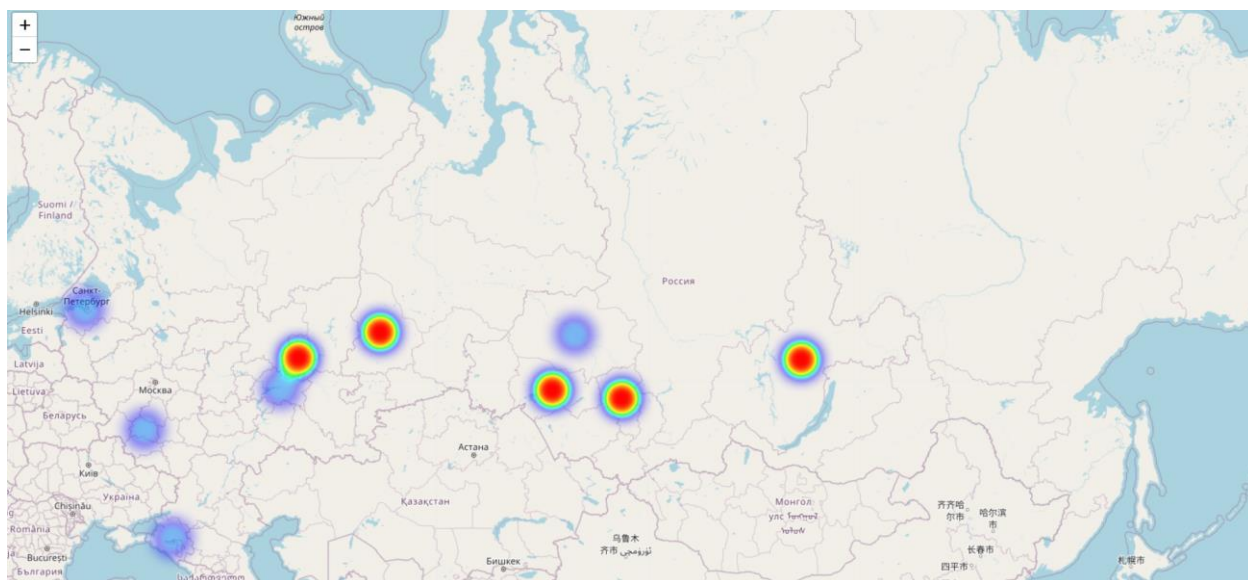 +
−
Южный
остров
Suomi /
Finland
Санкт-
Петербург
Helsinki
Россия
Eesti
Latvija
Lietuva
Москва
Беларусь
Астана
Київ
Україна
Қазақстан
Chișinău
Монгол
улс
齐齐哈
尔市
哈尔滨
市
România
乌鲁木
齐市
București
Бишкек
长春市
四平市
札幌市
България